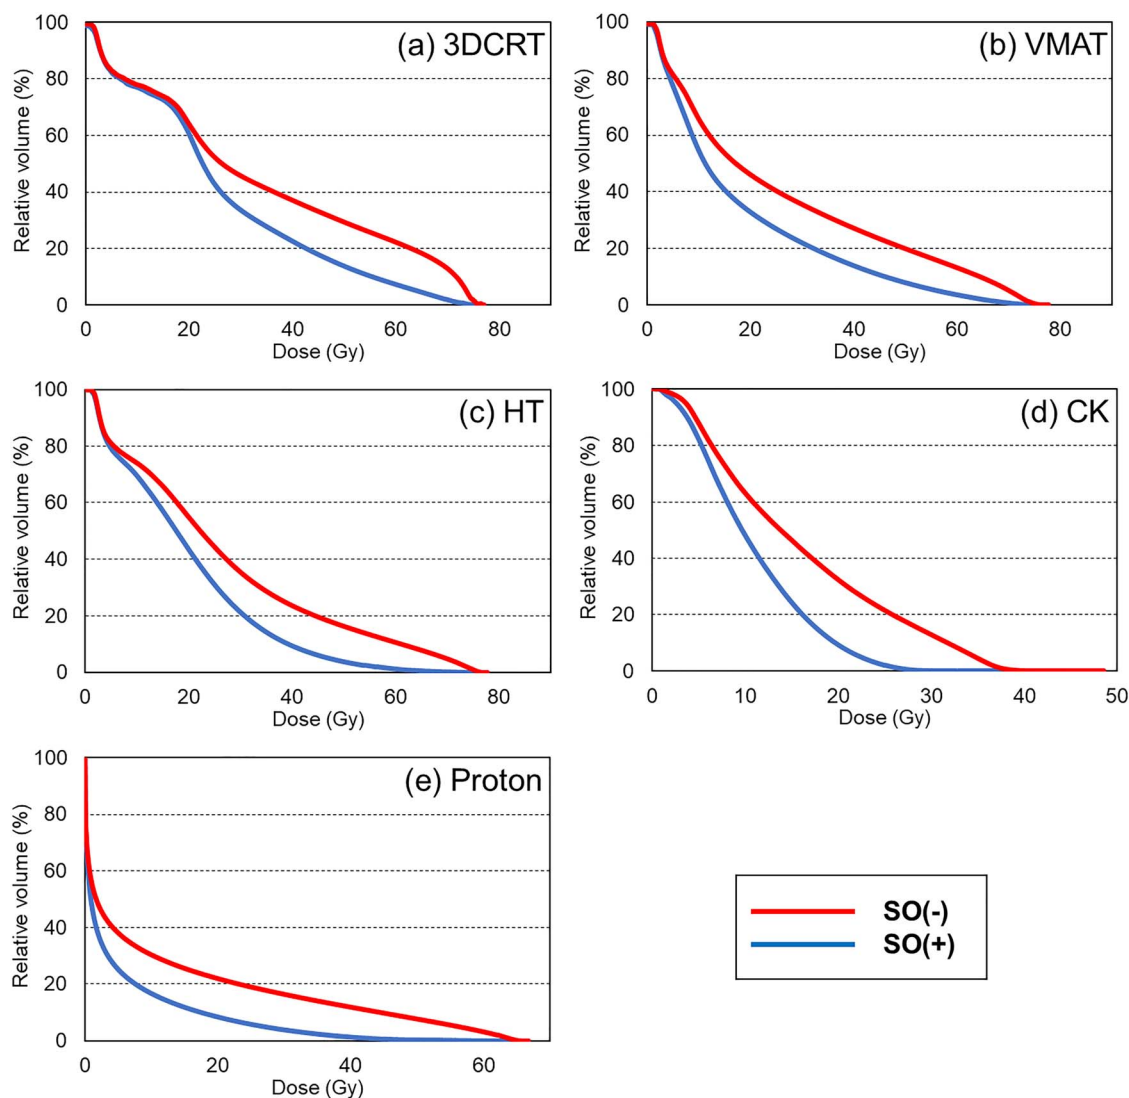 (a) 3DCRT
Relative volume (%)
100
80
60
40
20
0
0 20 40 60 80
Dose (Gy)
(b) VMAT
Relative volume (%)
100
80
60
40
20
0
0 20 40 60 80
Dose (Gy)
(c) HT
Relative volume (%)
100
80
60
40
20
0
0 20 40 60 80
Dose (Gy)
(d) CK
Relative volume (%)
100
80
60
40
20
0
0 10 20 30 40 50
Dose (Gy)
(e) Proton
Relative volume (%)
100
80
60
40
20
0
0 20 40 60
Dose (Gy)
SO(-)
SO(+)